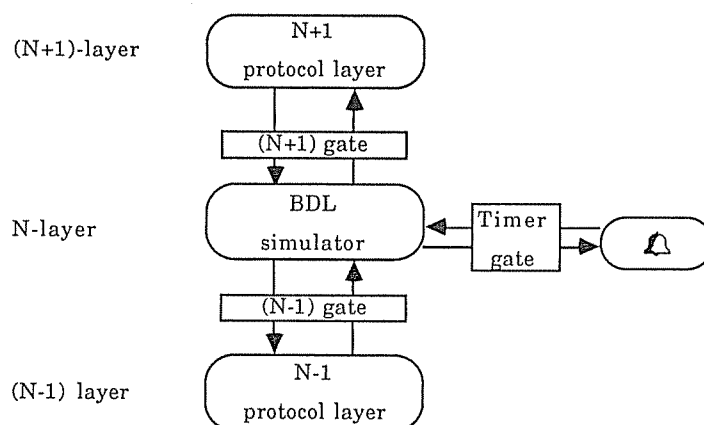 N+1
(N+1)-layer
protocol layer
(N+1) gate
BDL
Timer
N-layer
simulator
gate
(N-1) gate
N-1
(N-1) layer
protocol layer